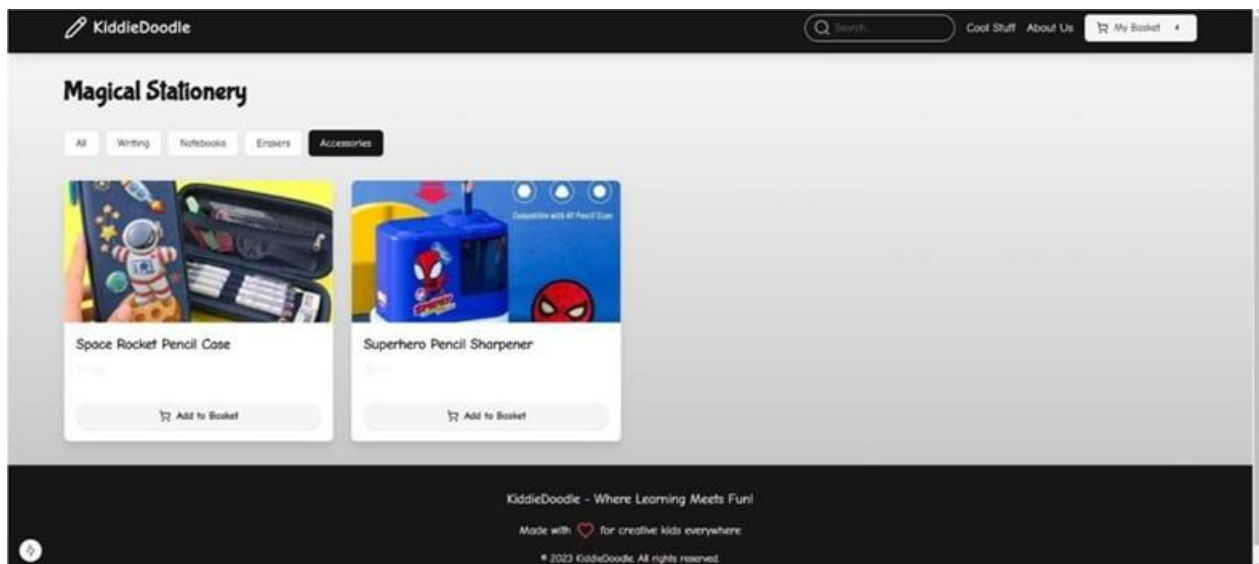 KiddieDoodle
Search..
Cool Stuff
About Us
My Basket 4
Magical Stationery
All
Writing
Notebooks
Erasers
Accessories
Compatible with All Pencil Sizes
Space Rocket Pencil Case
Superhero Pencil Sharpener
Add to Basket
Add to Basket
KiddieDoodle - Where Learning Meets Fun!
Made with for creative kids everywhere
© 2023 KiddieDoodle. All rights reserved.